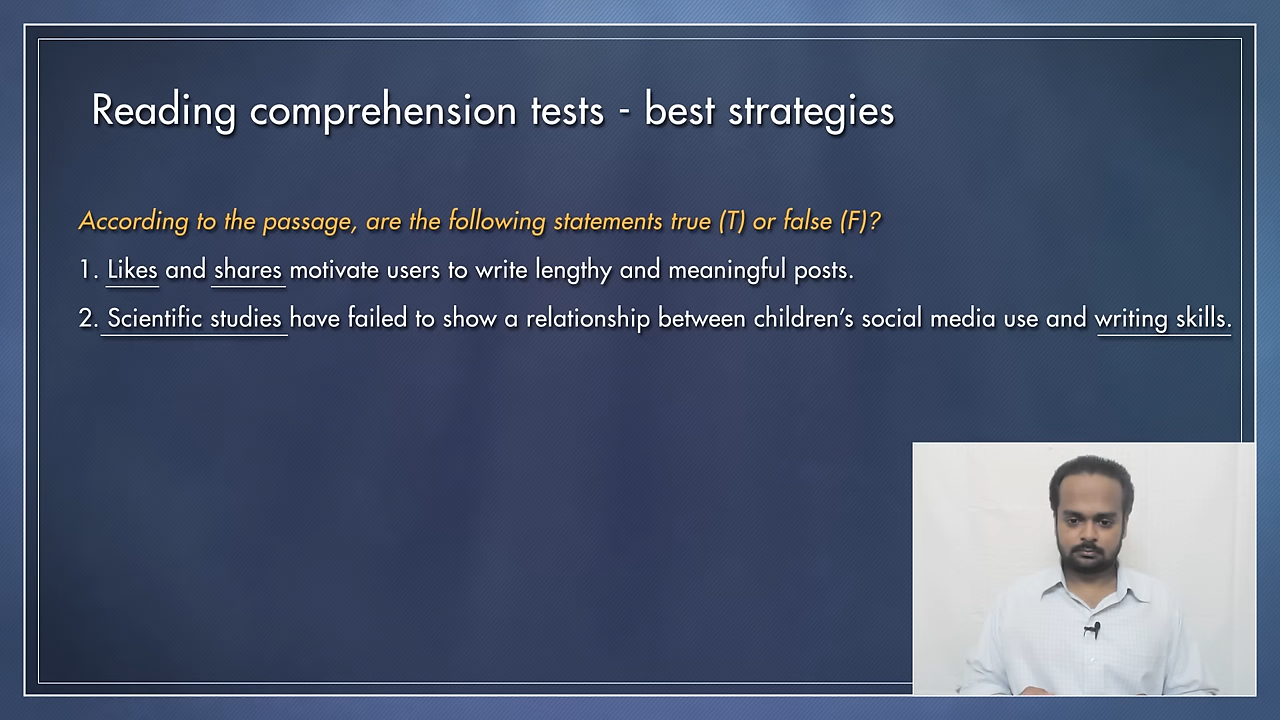 Reading comprehension tests - best strategies
According to the passage, are the following statements true (T) or false (F)?
1. Likes and shares motivate users to write lengthy and meaningful posts.
2. Scientific studies have failed to show a relationship between children’s social media use and writing skills.